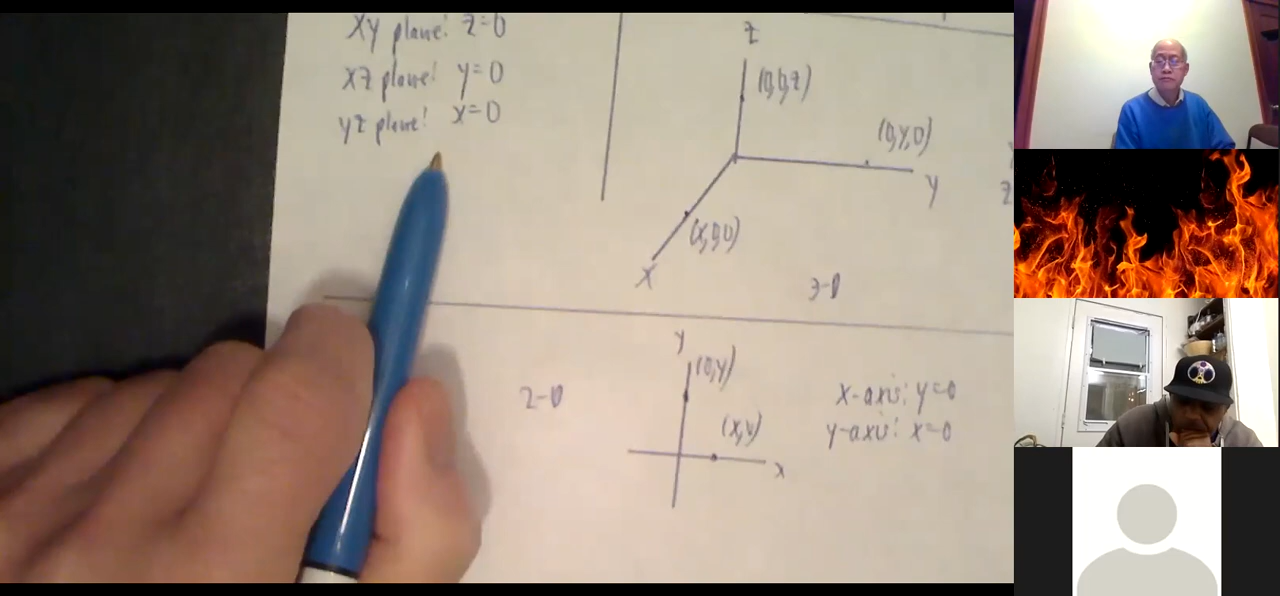 xy plane: z=0
xz plane: y=0
yz plane: x=0
z
(0,0,z)
(0,y,0)
y
(x,0,0)
x
3-D
2-D
y
(0,y)
(x,0)
x
x-axis: y=0
y-axis: x=0
z